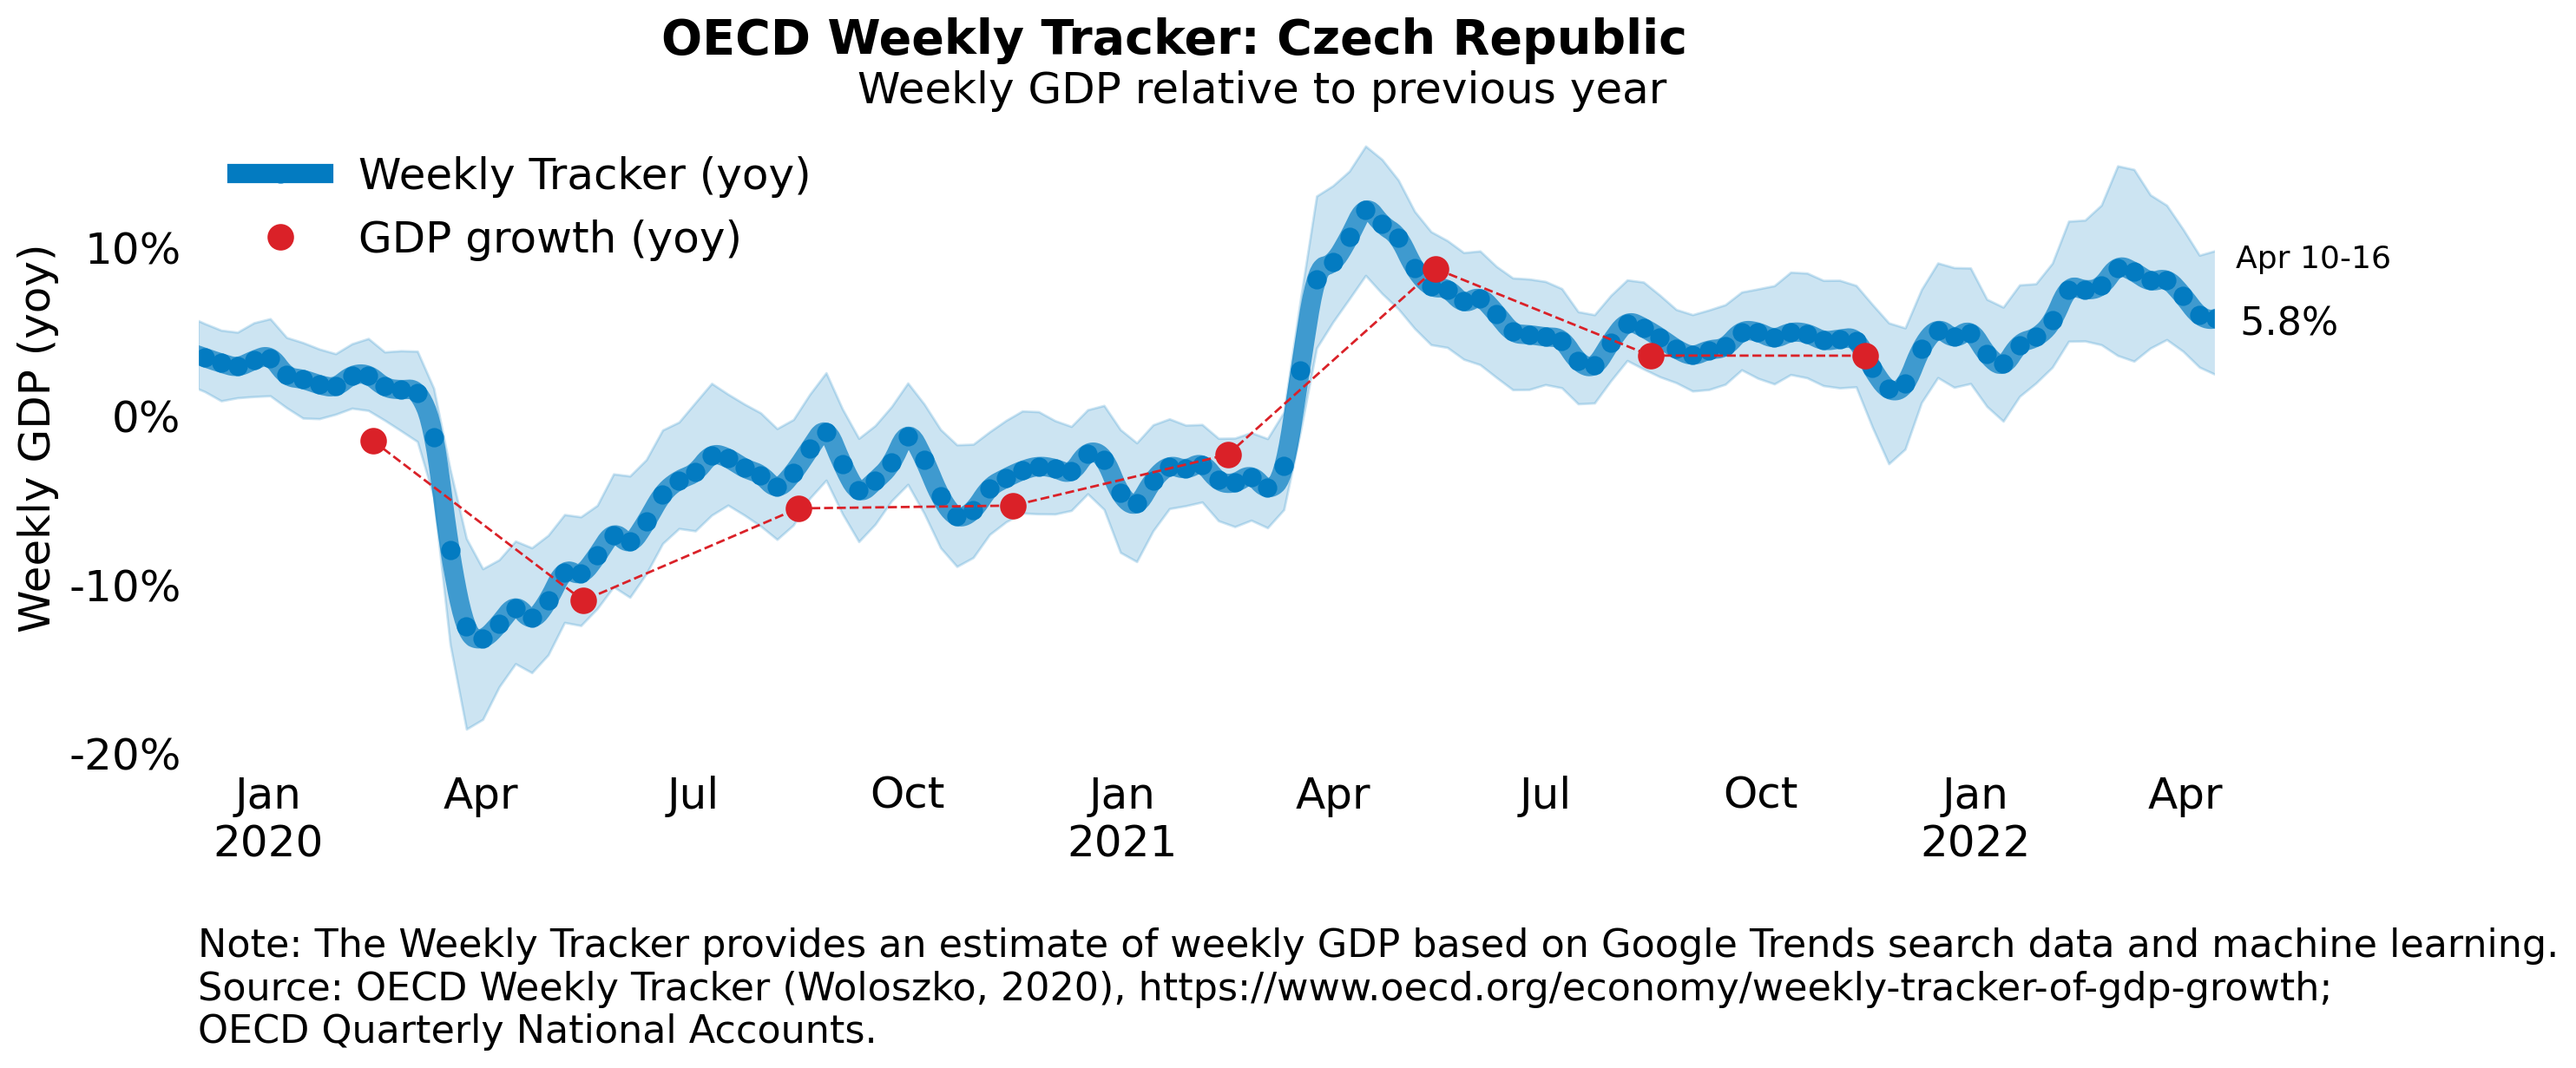 OECD Weekly Tracker: Czech Republic
Weekly GDP relative to previous year
Weekly Tracker (yoy)
GDP growth (yoy)
Weekly GDP (yoy)
10%
0%
-10%
-20%
Apr 10-16
5.8%
Jan Apr Jul Oct Jan Apr Jul Oct Jan Apr
2020 2021 2022
Note: The Weekly Tracker provides an estimate of weekly GDP based on Google Trends search data and machine learning.
Source: OECD Weekly Tracker (Woloszko, 2020), https://www.oecd.org/economy/weekly-tracker-of-gdp-growth;
OECD Quarterly National Accounts.